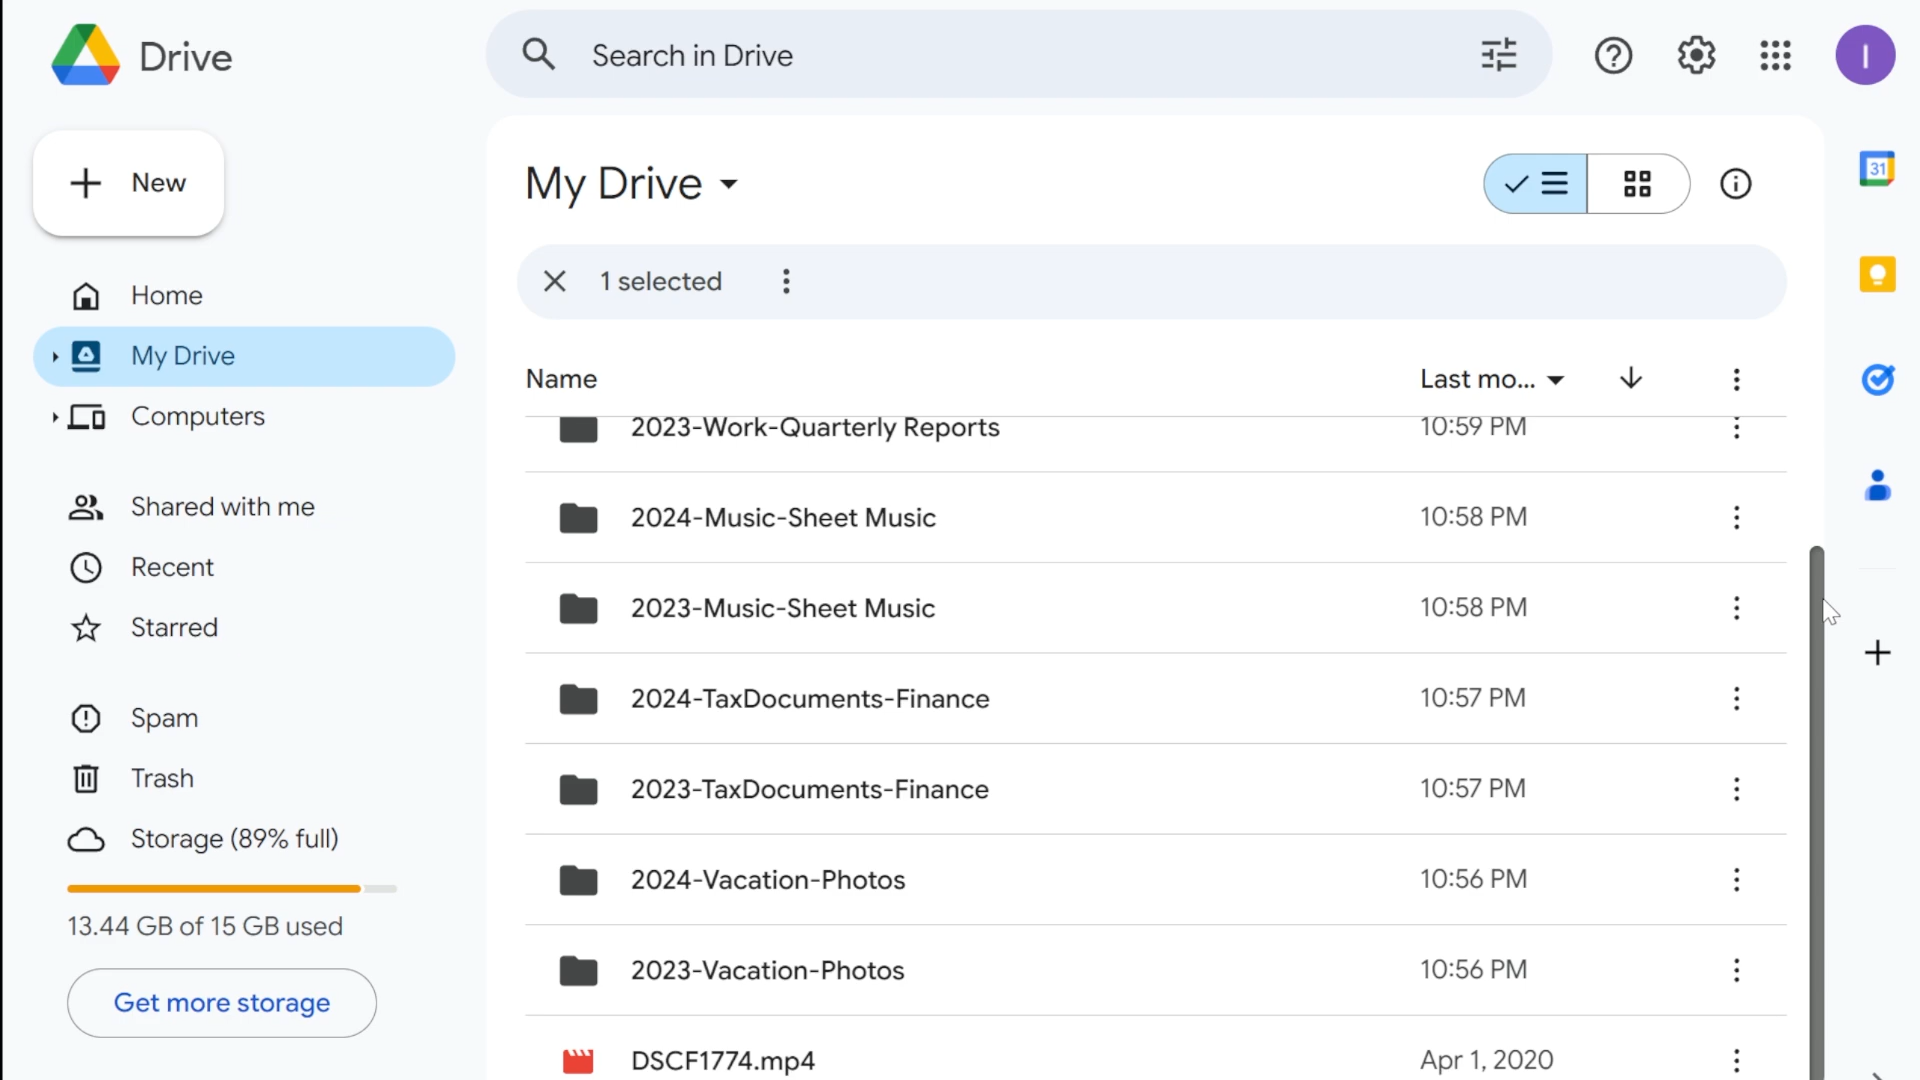 Drive
Search in Drive
I
New
My Drive
31
1 selected
Home
My Drive
Computers
Name
Last mo...
2023-Work-Quarterly Reports
10:59 PM
Shared with me
2024-Music-Sheet Music
10:58 PM
Recent
2023-Music-Sheet Music
10:58 PM
Starred
2024-TaxDocuments-Finance
10:57 PM
Spam
2023-TaxDocuments-Finance
10:57 PM
Trash
Storage (89% full)
2024-Vacation-Photos
10:56 PM
13.44 GB of 15 GB used
2023-Vacation-Photos
10:56 PM
Get more storage
DSCF1774.mp4
Apr 1, 2020